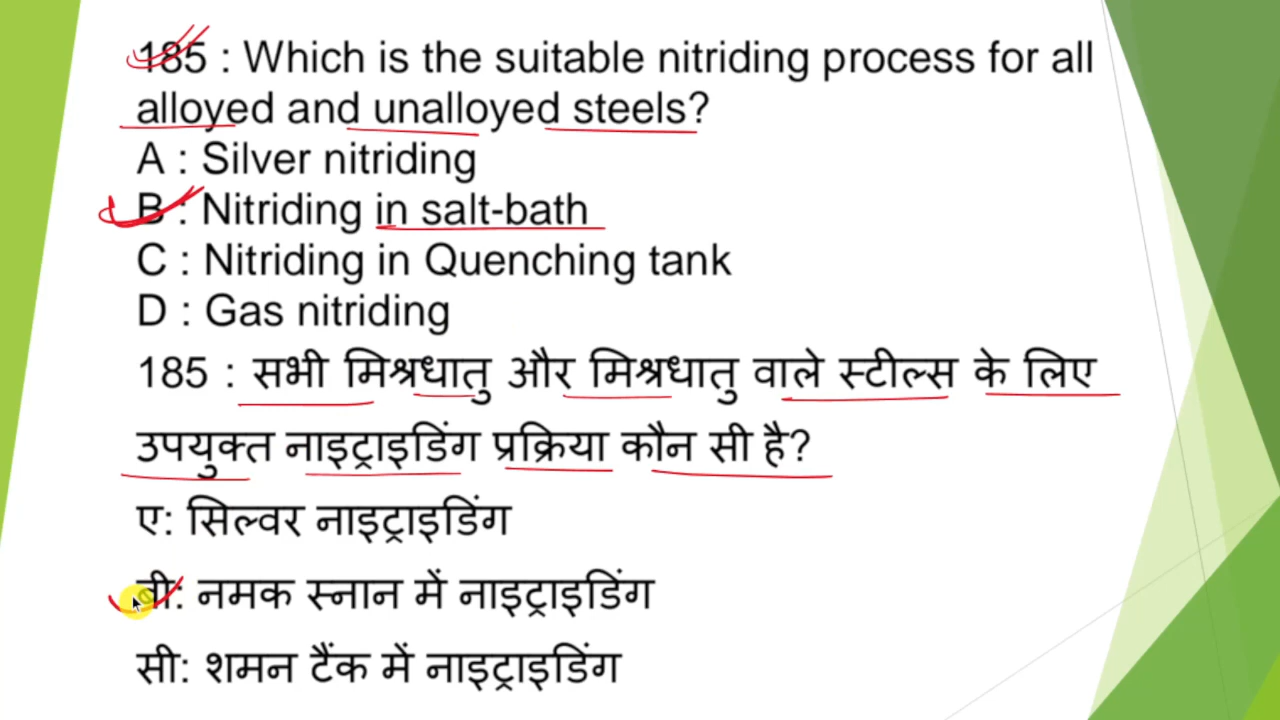 185 : Which is the suitable nitriding process for all
alloyed and unalloyed steels?
A : Silver nitriding
B : Nitriding in salt-bath
C : Nitriding in Quenching tank
D : Gas nitriding
185 : सभी मिश्रधातु और मिश्रधातु वाले स्टील्स के लिए
उपयुक्त नाइट्राइडिंग प्रक्रिया कौन सी है?
ए: सिल्वर नाइट्राइडिंग
बी: नमक स्नान में नाइट्राइडिंग
सी: शमन टैंक में नाइट्राइडिंग